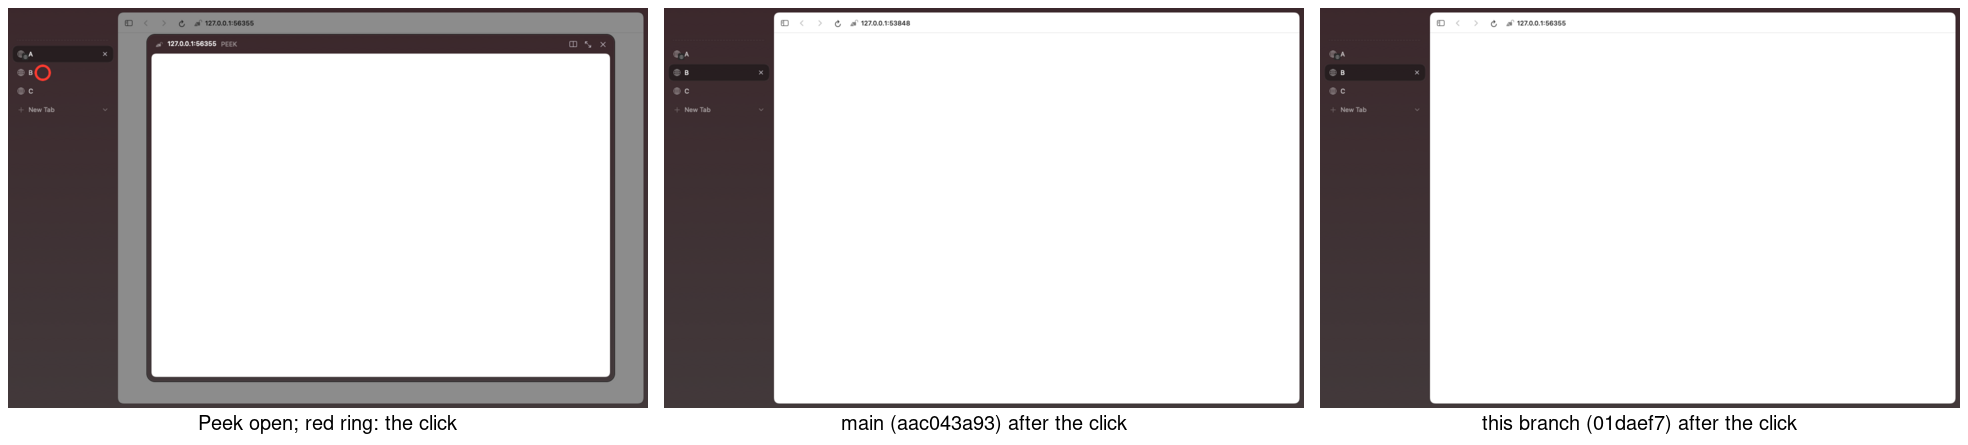 127.0.0.1:56355
127.0.0.1:56355 PEEK
A
B
C
New Tab
Peek open; red ring: the click
127.0.0.1:53848
A
B
C
New Tab
main (aac043a93) after the click
127.0.0.1:56355
A
B
C
New Tab
this branch (01daef7) after the click